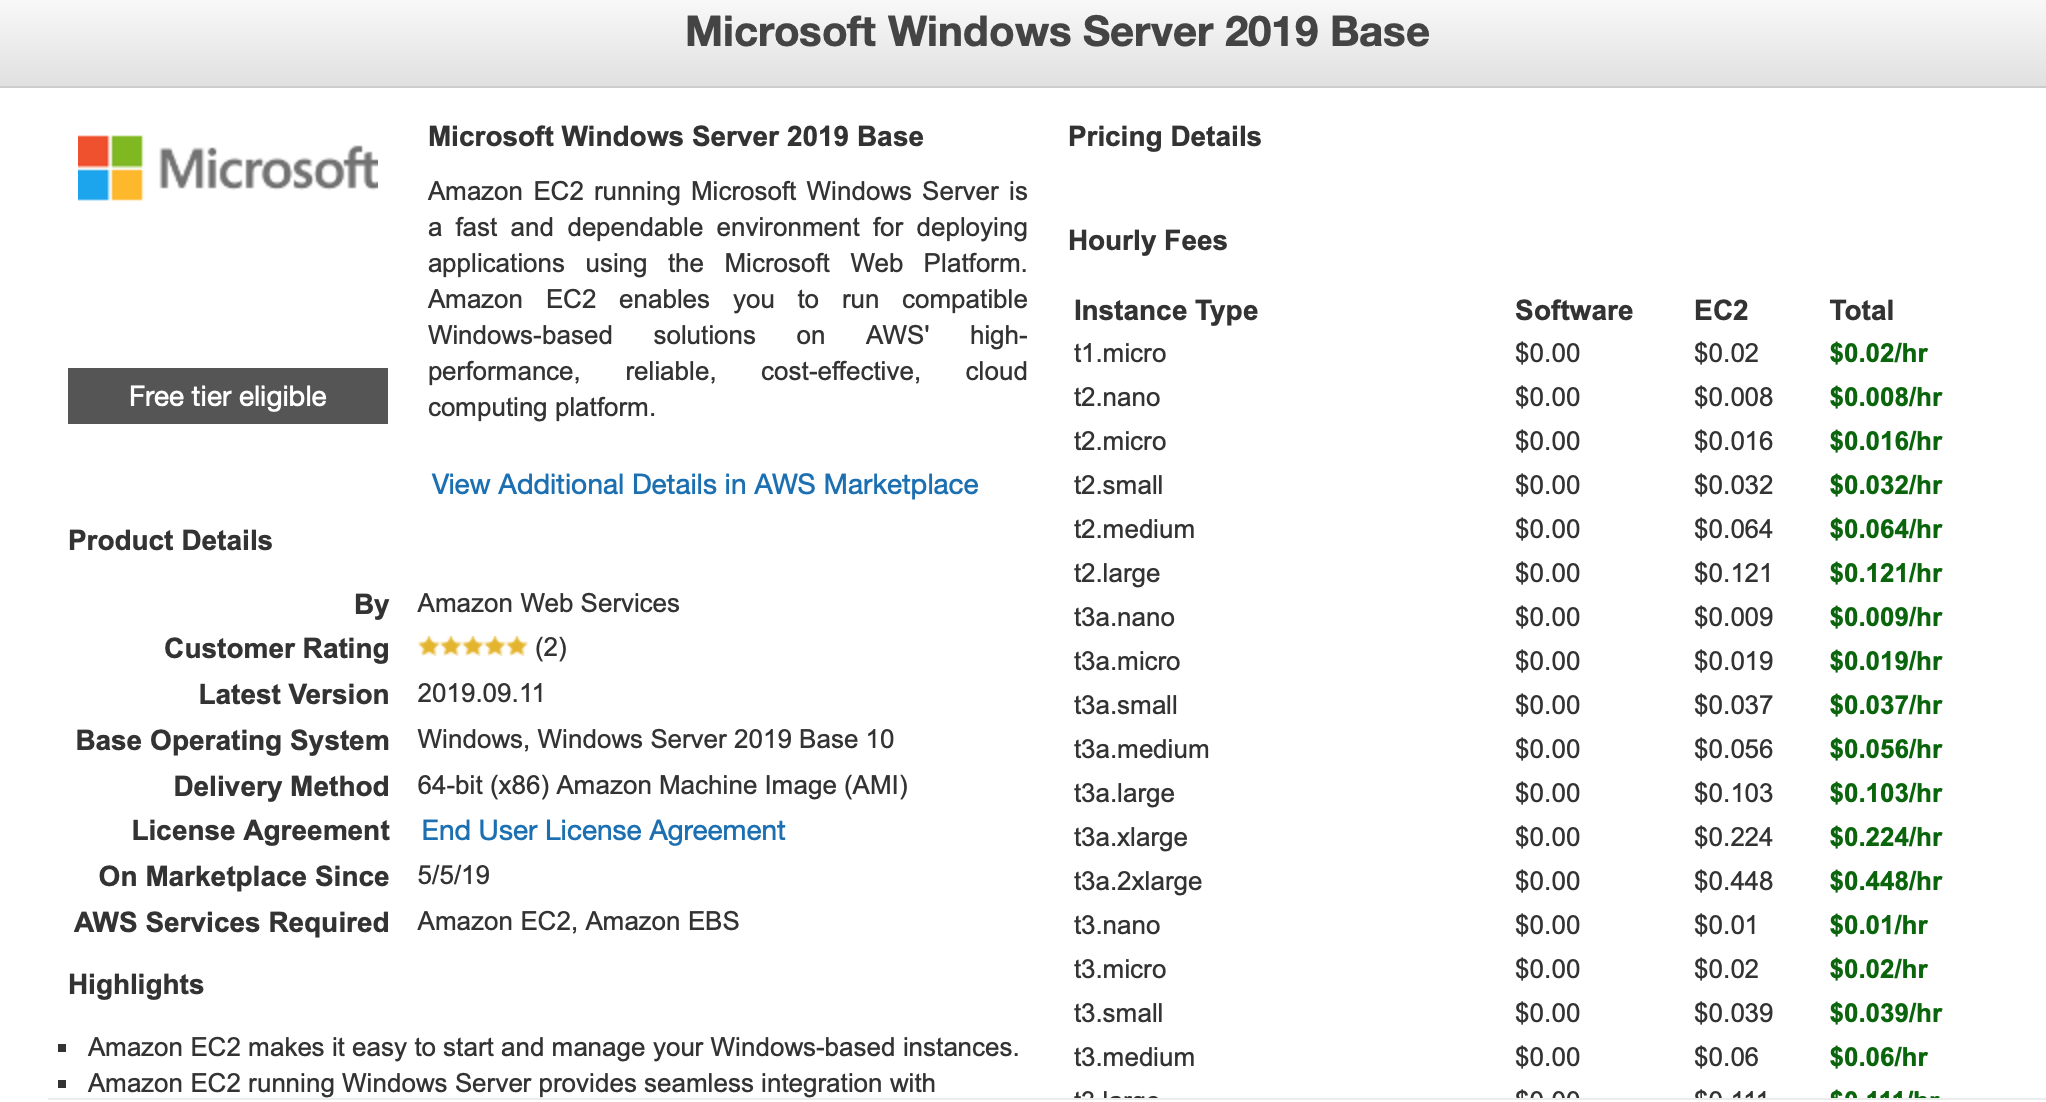 Microsoft Windows Server 2019 Base
Microsoft
Free tier eligible
Microsoft Windows Server 2019 Base
Amazon EC2 running Microsoft Windows Server is
a fast and dependable environment for deploying
applications using the Microsoft Web Platform.
Amazon EC2 enables you to run compatible
Windows-based solutions on AWS' high-
performance, reliable, cost-effective, cloud
computing platform.
View Additional Details in AWS Marketplace
Product Details
By Amazon Web Services
Customer Rating (2)
Latest Version 2019.09.11
Base Operating System Windows, Windows Server 2019 Base 10
Delivery Method 64-bit (x86) Amazon Machine Image (AMI)
License Agreement End User License Agreement
On Marketplace Since 5/5/19
AWS Services Required Amazon EC2, Amazon EBS
Highlights
Amazon EC2 makes it easy to start and manage your Windows-based instances.
Amazon EC2 running Windows Server provides seamless integration with
Pricing Details
Hourly Fees
Instance Type Software EC2 Total
t1.micro $0.00 $0.02 $0.02/hr
t2.nano $0.00 $0.008 $0.008/hr
t2.micro $0.00 $0.016 $0.016/hr
t2.small $0.00 $0.032 $0.032/hr
t2.medium $0.00 $0.064 $0.064/hr
t2.large $0.00 $0.121 $0.121/hr
t3a.nano $0.00 $0.009 $0.009/hr
t3a.micro $0.00 $0.019 $0.019/hr
t3a.small $0.00 $0.037 $0.037/hr
t3a.medium $0.00 $0.056 $0.056/hr
t3a.large $0.00 $0.103 $0.103/hr
t3a.xlarge $0.00 $0.224 $0.224/hr
t3a.2xlarge $0.00 $0.448 $0.448/hr
t3.nano $0.00 $0.01 $0.01/hr
t3.micro $0.00 $0.02 $0.02/hr
t3.small $0.00 $0.039 $0.039/hr
t3.medium $0.00 $0.06 $0.06/hr